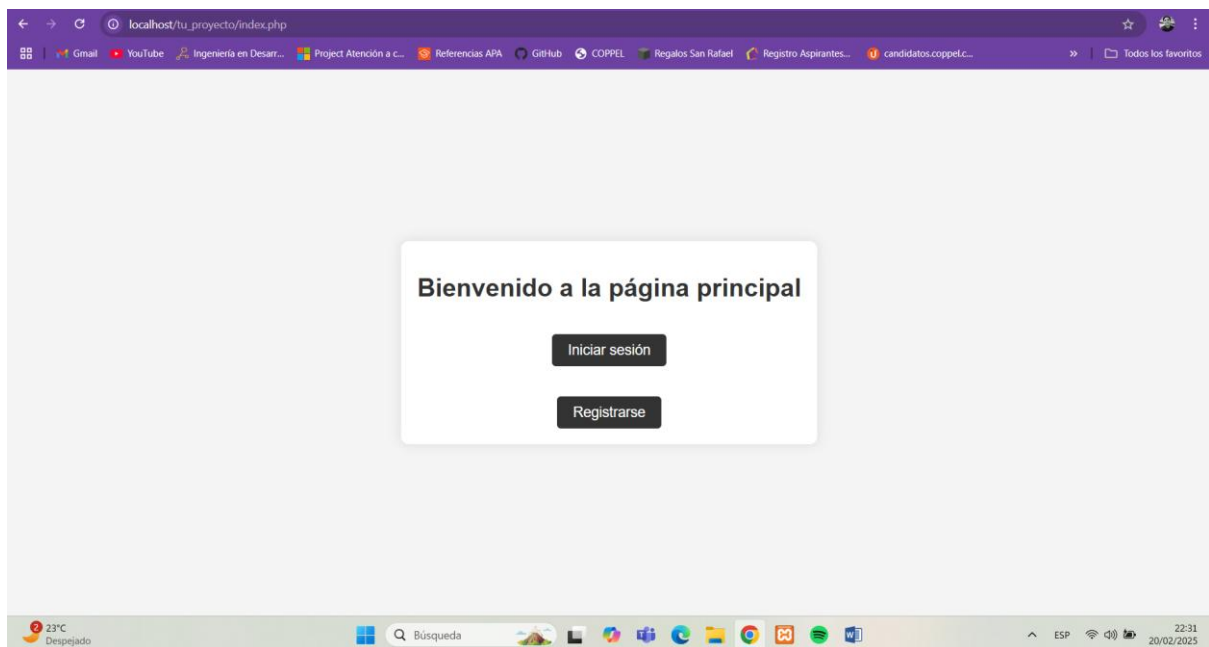 localhost/tu_proyecto/index.php
Gmail YouTube Ingeniería en Desarr... Project Atención a c... Referencias APA GitHub COPPEL Regalos San Rafael Registro Aspirantes... candidatos.coppel.c... » Todos los favoritos
Bienvenido a la página principal
Iniciar sesión
Registrarse
2
23°C
Despejado
Búsqueda
ESP
22:31
20/02/2025